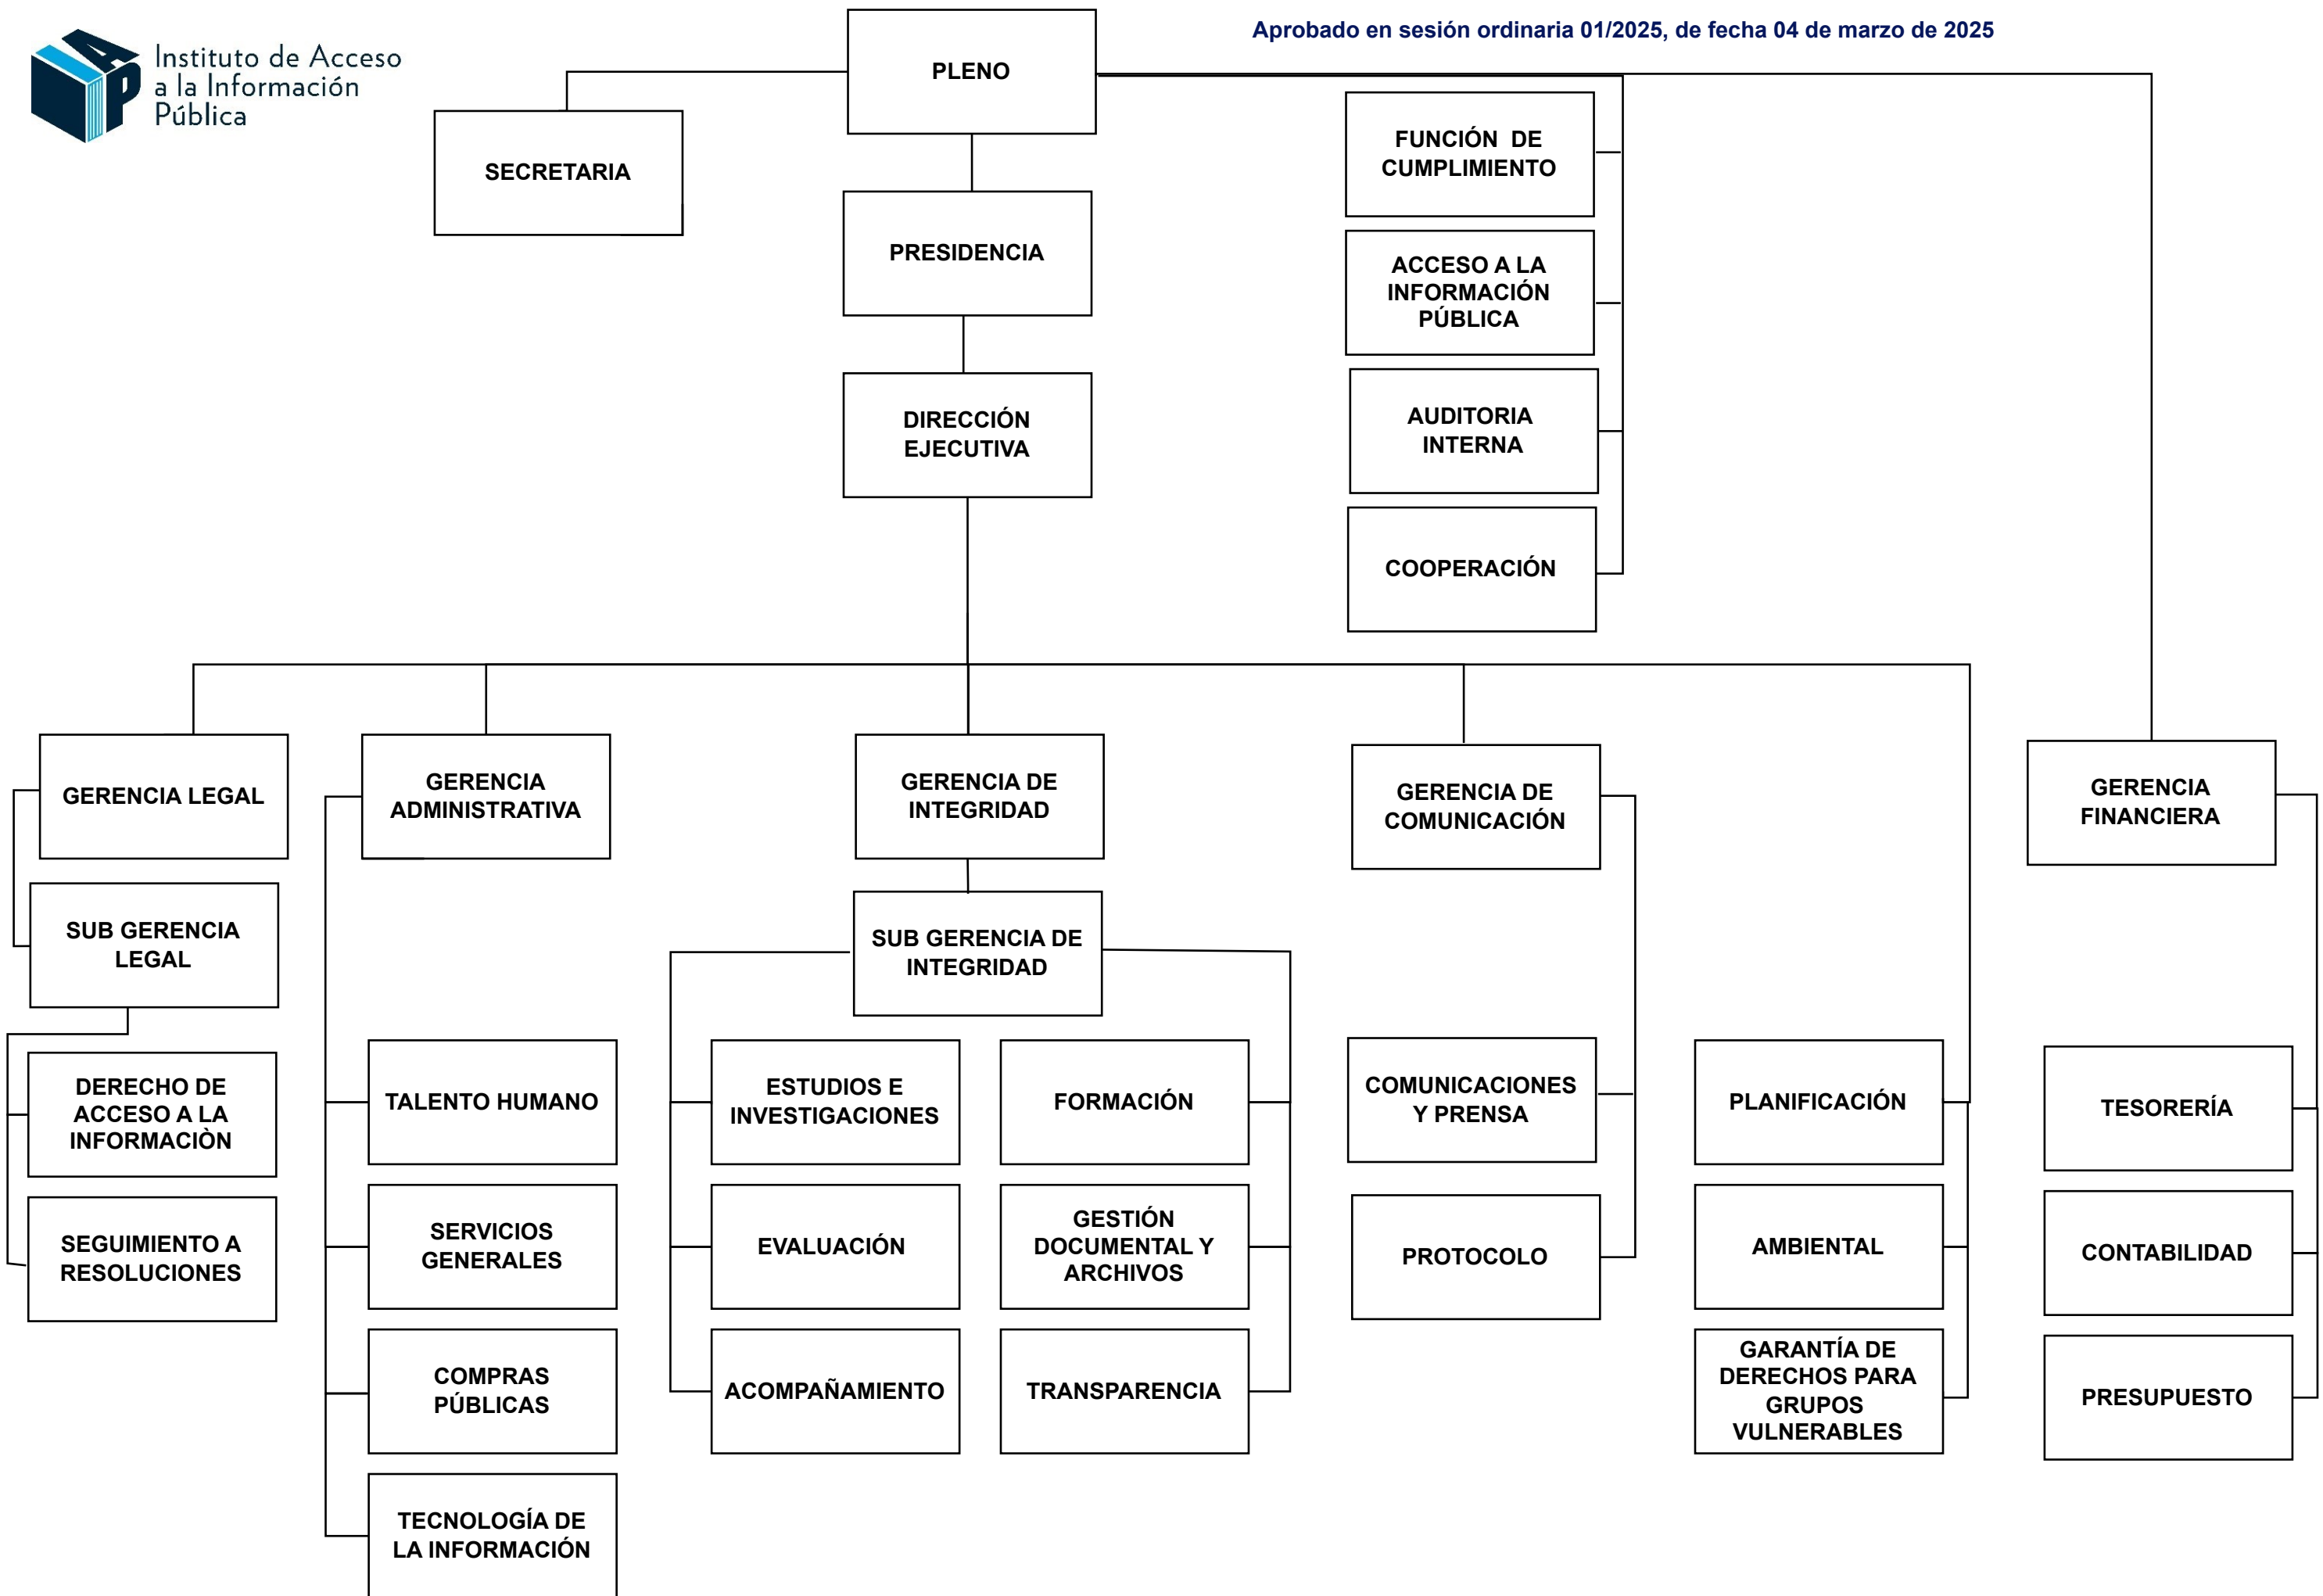 Instituto de Acceso
a la Información
Pública
Aprobado en sesión ordinaria 01/2025, de fecha 04 de marzo de 2025
PLENO
SECRETARIA
PRESIDENCIA
DIRECCIÓN
EJECUTIVA
FUNCIÓN DE
CUMPLIMIENTO
ACCESO A LA
INFORMACIÓN
PÚBLICA
AUDITORIA
INTERNA
COOPERACIÓN
GERENCIA LEGAL
SUB GERENCIA
LEGAL
DERECHO DE
ACCESO A LA
INFORMACIÒN
SEGUIMIENTO A
RESOLUCIONES
GERENCIA
ADMINISTRATIVA
TALENTO HUMANO
SERVICIOS
GENERALES
COMPRAS
PÚBLICAS
TECNOLOGÍA DE
LA INFORMACIÓN
GERENCIA DE
INTEGRIDAD
SUB GERENCIA DE
INTEGRIDAD
ESTUDIOS E
INVESTIGACIONES
EVALUACIÓN
ACOMPAÑAMIENTO
FORMACIÓN
GESTIÓN
DOCUMENTAL Y
ARCHIVOS
TRANSPARENCIA
GERENCIA DE
COMUNICACIÓN
COMUNICACIONES
Y PRENSA
PROTOCOLO
PLANIFICACIÓN
AMBIENTAL
GARANTÍA DE
DERECHOS PARA
GRUPOS
VULNERABLES
GERENCIA
FINANCIERA
TESORERÍA
CONTABILIDAD
PRESUPUESTO